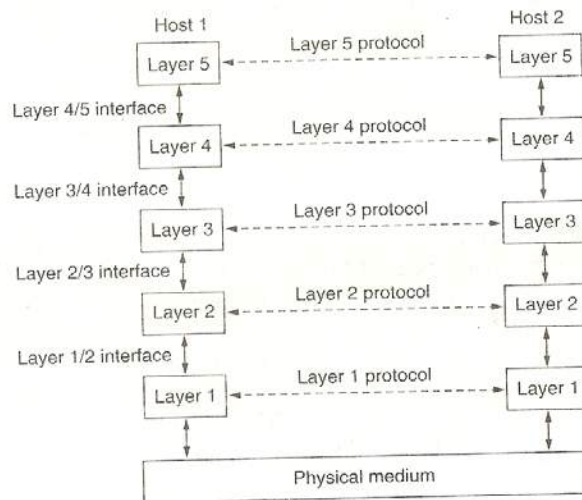 Host 1
Host 2
Layer 5
Layer 5 protocol
Layer 5
Layer 4/5 interface
Layer 4
Layer 4 protocol
Layer 4
Layer 3/4 interface
Layer 3
Layer 3 protocol
Layer 3
Layer 2/3 interface
Layer 2
Layer 2 protocol
Layer 2
Layer 1/2 interface
Layer 1
Layer 1 protocol
Layer 1
Physical medium